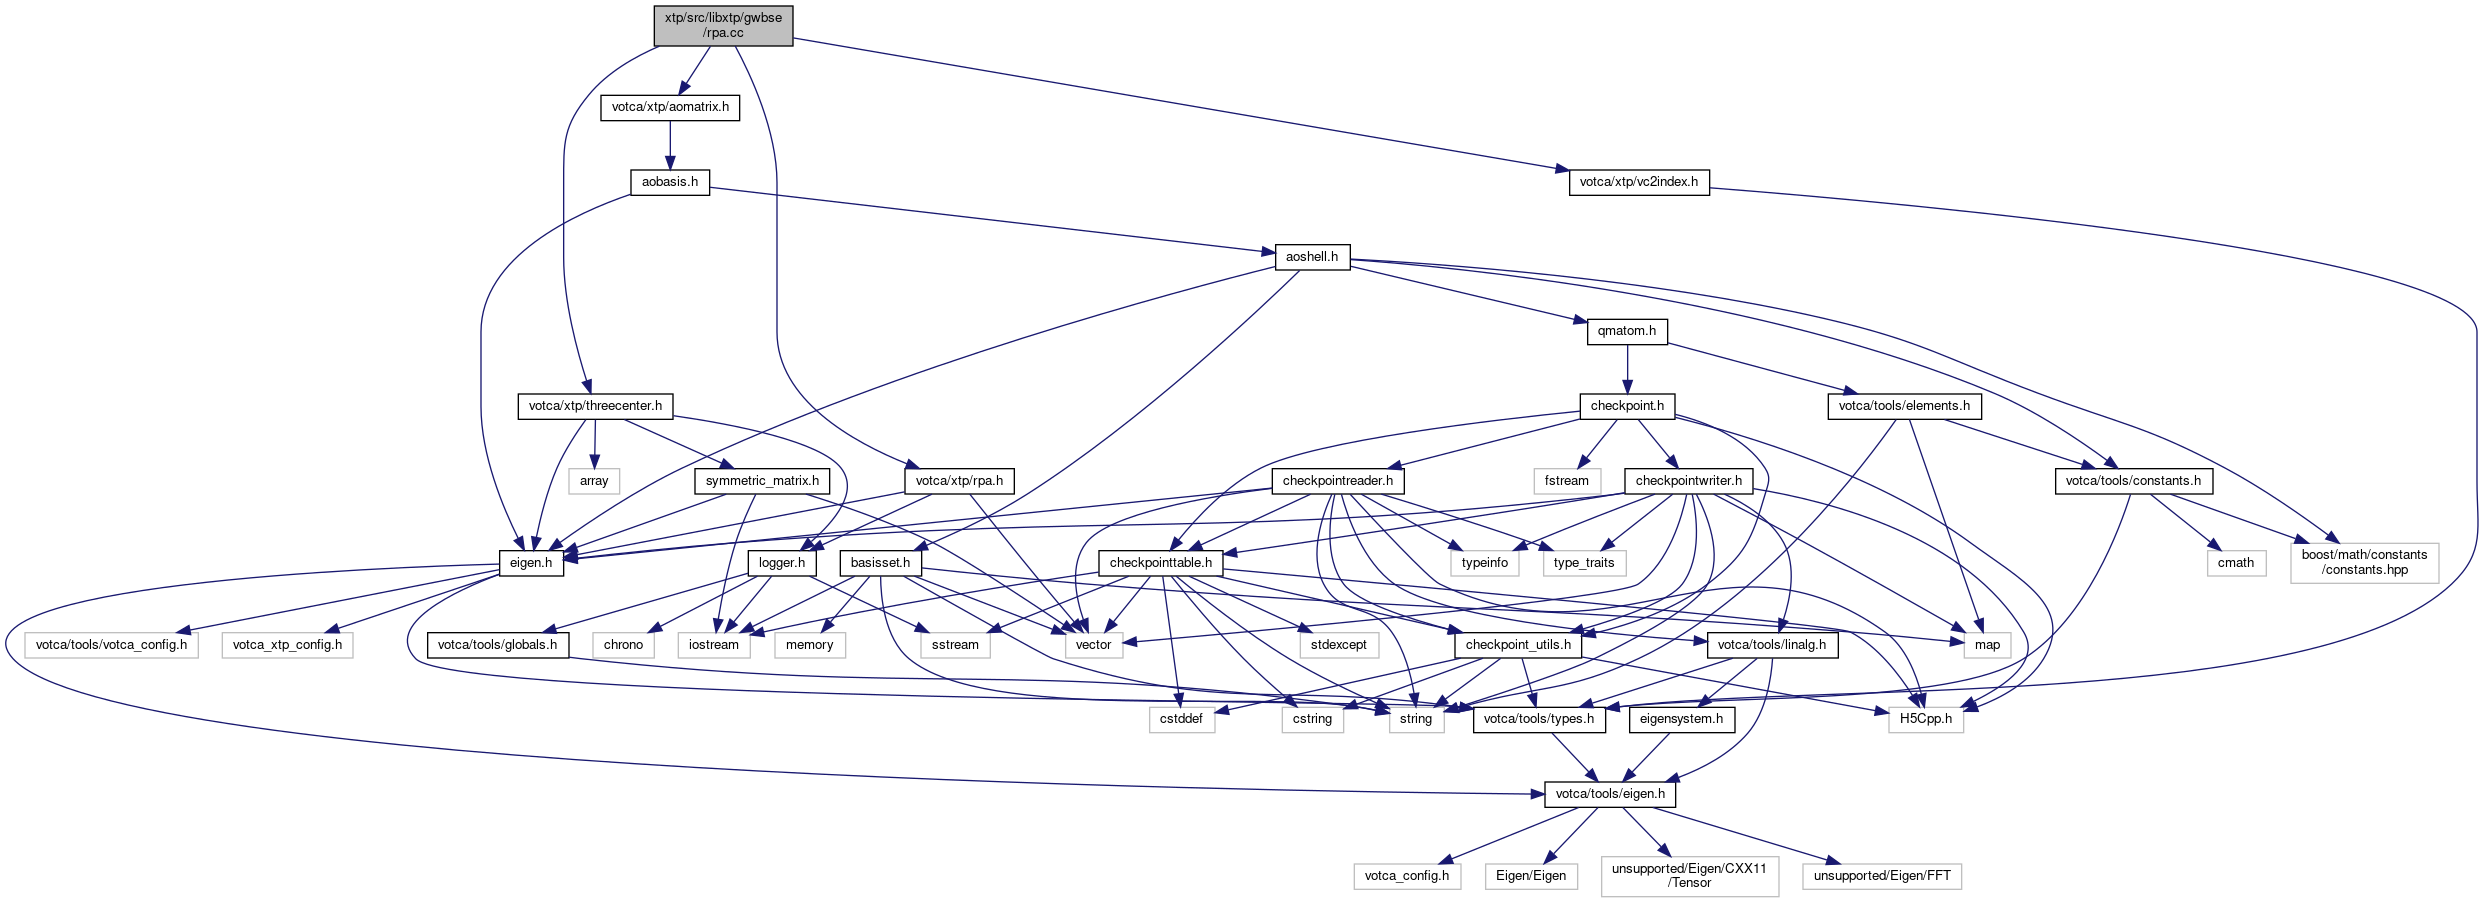 xtp/src/libxtp/gwbse
/rpa.cc
votca/xtp/aomatrix.h
aobasis.h
votca/xtp/vc2index.h
aoshell.h
qmatom.h
votca/xtp/threecenter.h
checkpoint.h
votca/tools/elements.h
array
symmetric_matrix.h
votca/xtp/rpa.h
checkpointreader.h
fstream
checkpointwriter.h
votca/tools/constants.h
eigen.h
logger.h
basisset.h
checkpointtable.h
typeinfo
type_traits
cmath
boost/math/constants
/constants.hpp
votca/tools/votca_config.h
votca_xtp_config.h
votca/tools/globals.h
chrono
iostream
memory
sstream
vector
stdexcept
checkpoint_utils.h
votca/tools/linalg.h
map
cstddef
cstring
string
votca/tools/types.h
eigensystem.h
H5Cpp.h
votca/tools/eigen.h
votca_config.h
Eigen/Eigen
unsupported/Eigen/CXX11
/Tensor
unsupported/Eigen/FFT